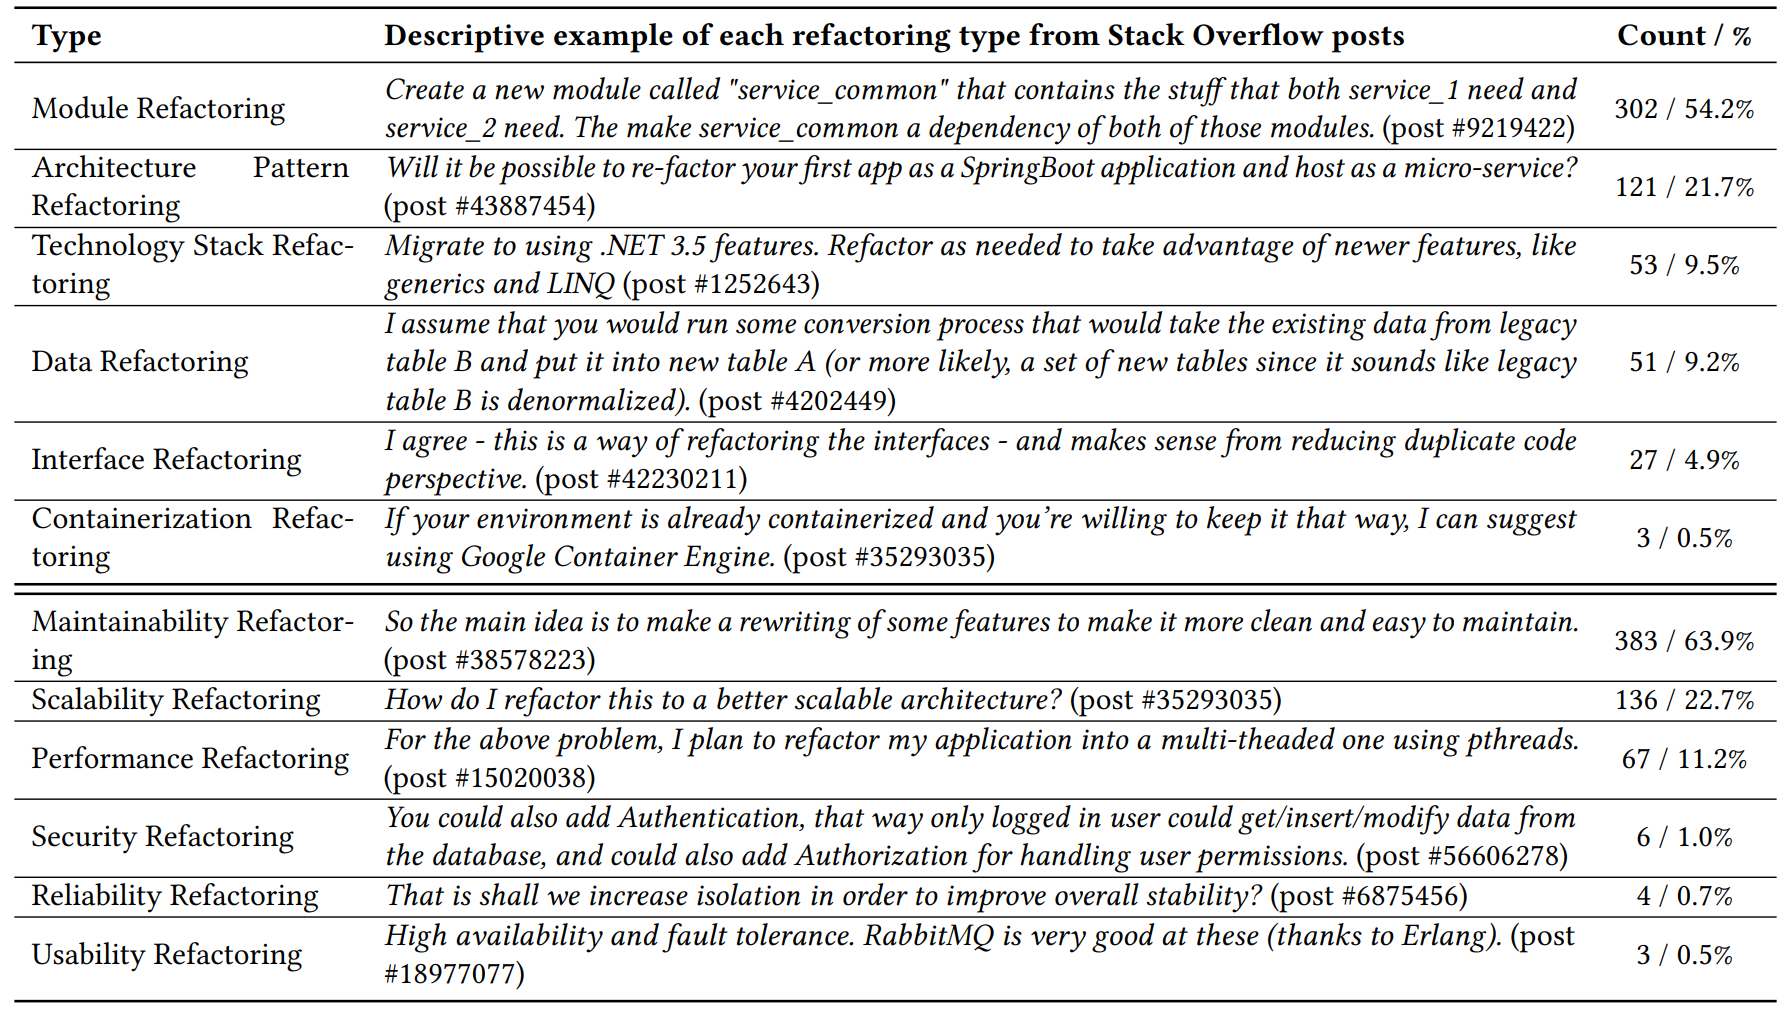 Type Descriptive example of each refactoring type from Stack Overflow posts Count / %
Module Refactoring
Create a new module called "service_common" that contains the stuff that both service_1 need and
service_2 need. The make service_common a dependency of both of those modules. (post #9219422)
302 / 54.2%
Architecture Pattern
Refactoring
Will it be possible to re-factor your first app as a SpringBoot application and host as a micro-service?
(post #43887454)
121 / 21.7%
Technology Stack Refac-
toring
Migrate to using .NET 3.5 features. Refactor as needed to take advantage of newer features, like
generics and LINQ (post #1252643)
53 / 9.5%
Data Refactoring
I assume that you would run some conversion process that would take the existing data from legacy
table B and put it into new table A (or more likely, a set of new tables since it sounds like legacy
table B is denormalized). (post #4202449)
51 / 9.2%
Interface Refactoring
I agree - this is a way of refactoring the interfaces - and makes sense from reducing duplicate code
perspective. (post #42230211)
27 / 4.9%
Containerization Refac-
toring
If your environment is already containerized and you're willing to keep it that way, I can suggest
using Google Container Engine. (post #35293035)
3 / 0.5%
Maintainability Refactor-
ing
So the main idea is to make a rewriting of some features to make it more clean and easy to maintain.
(post #38578223)
383 / 63.9%
Scalability Refactoring
How do I refactor this to a better scalable architecture? (post #35293035)
136 / 22.7%
Performance Refactoring
For the above problem, I plan to refactor my application into a multi-theaded one using pthreads.
(post #15020038)
67 / 11.2%
Security Refactoring
You could also add Authentication, that way only logged in user could get/insert/modify data from
the database, and could also add Authorization for handling user permissions. (post #56606278)
6 / 1.0%
Reliability Refactoring
That is shall we increase isolation in order to improve overall stability? (post #6875456)
4 / 0.7%
Usability Refactoring
High availability and fault tolerance. RabbitMQ is very good at these (thanks to Erlang). (post
#18977077)
3 / 0.5%